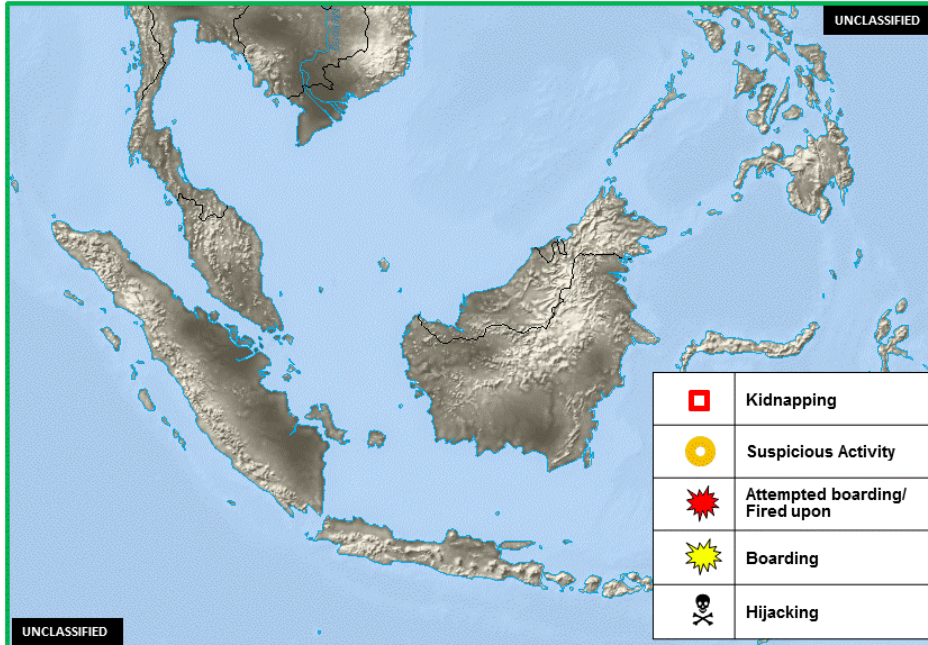 UNCLASSIFIED
Kidnapping
Suspicious Activity
Attempted boarding/
Fired upon
Boarding
Hijacking
UNCLASSIFIED